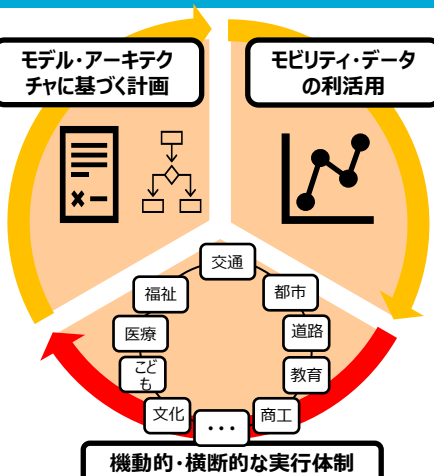 モデル・アーキテク
チャに基づく計画
モビリティ・データ
の利活用
交通
福祉
都市
医療
道路
こど
も
教育
文化
・・・
商工
機動的・横断的な実行体制